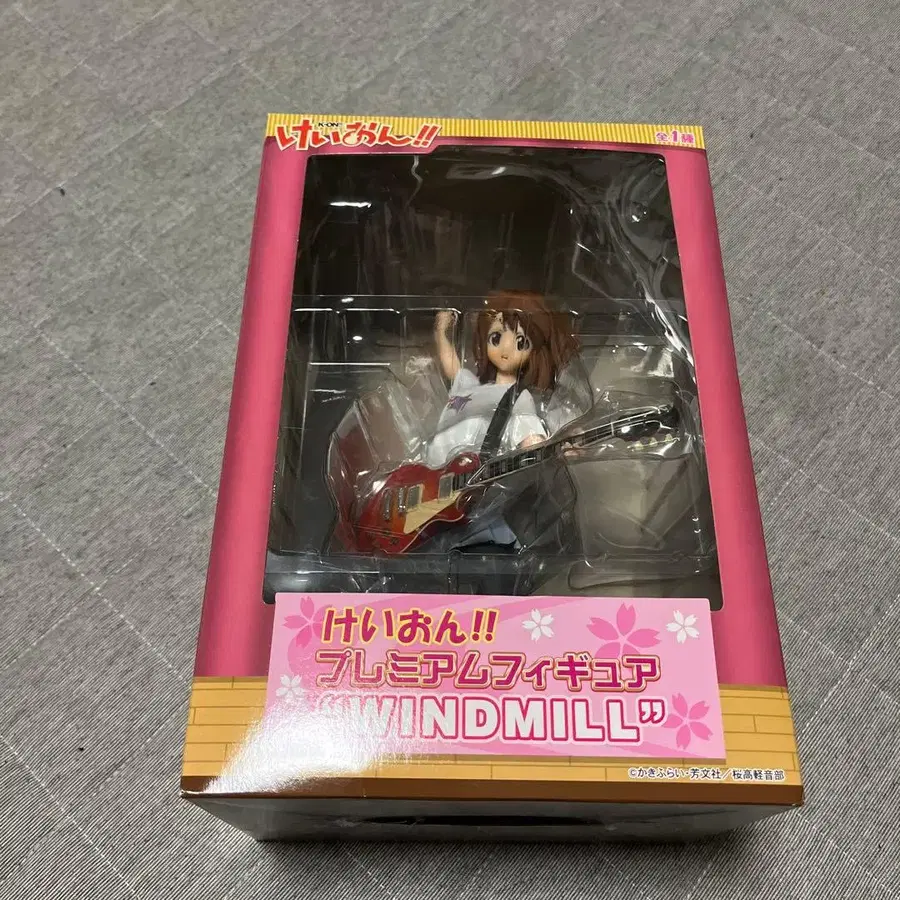 K-ON!
けいおん!!
全1種
けいおん!!
プレミアムフィギュア
“WINDMILL”
©かきふらい・芳文社／桜高軽音部